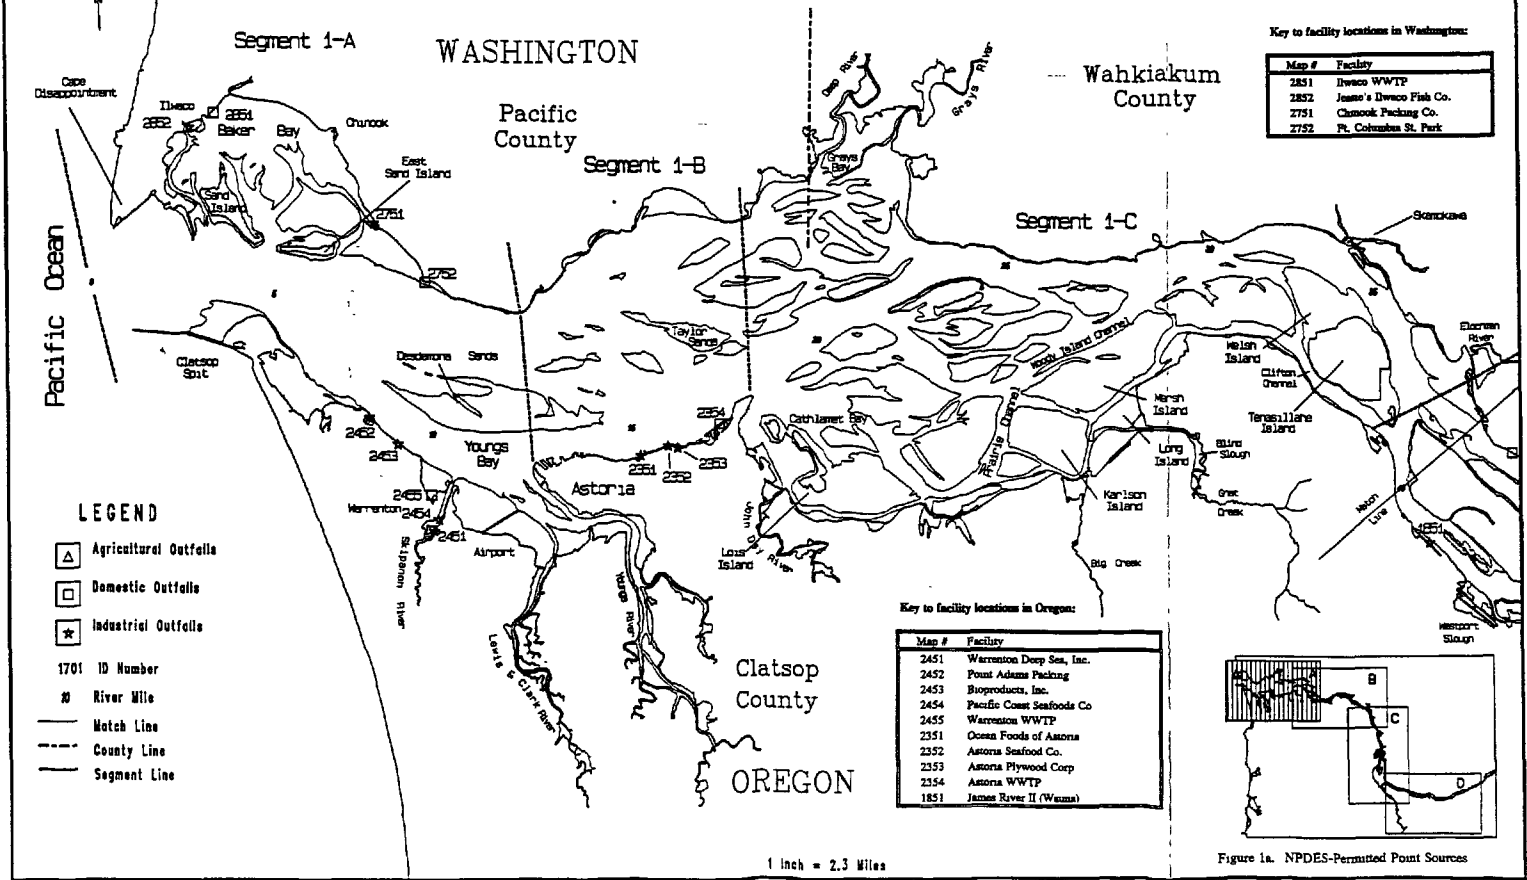 Segment 1-A
WASHINGTON
Cape
Disappointment
Ilwaco
2851
2852
Baker Bay
Chinook
Pacific
County
East
Sand Island
Sand
Island
2751
2752
Segment 1-B
Deep River
Grays River
Grays
Bay
Wahkiakum
County
Segment 1-C
Skamokawa
Key to facility locations in Washington:
Map # Facility
2851 Ilwaco WWTP
2852 Jessie's Ilwaco Fish Co.
2751 Chinook Packing Co.
2752 Ft. Columbia St. Park
Pacific Ocean
Clatsop
Spit
Desdemona Sands
Taylor
Sands
Woody Island Channel
Welsh
Island
Clifton
Channel
Tenasillahe
Island
Elochman
River
Marsh
Island
Long
Island
Blind
Slough
Gnat
Creek
Karlson
Island
Prairie Channel
Cathlamet Bay
2452
2453
Youngs
Bay
2354
2351
2352
2353
Astoria
2455
Warrenton
2454
2451
Airport
Skipanon River
Lewis & Clark River
Youngs River
John Day River
Lois
Island
Big Creek
Match
Line
1851
Westport
Slough
LEGEND
Agricultural Outfalls
Domestic Outfalls
Industrial Outfalls
1701 ID Number
River Mile
Match Line
County Line
Segment Line
Clatsop
County
OREGON
Key to facility locations in Oregon:
Map # Facility
2451 Warrenton Deep Sea, Inc.
2452 Point Adams Packing
2453 Bioproducts, Inc.
2454 Pacific Coast Seafoods Co
2455 Warrenton WWTP
2351 Ocean Foods of Astoria
2352 Astoria Seafood Co.
2353 Astoria Plywood Corp
2354 Astoria WWTP
1851 James River II (Wauna)
A
B
C
D
1 inch = 2.3 Miles
Figure 1a. NPDES-Permitted Point Sources